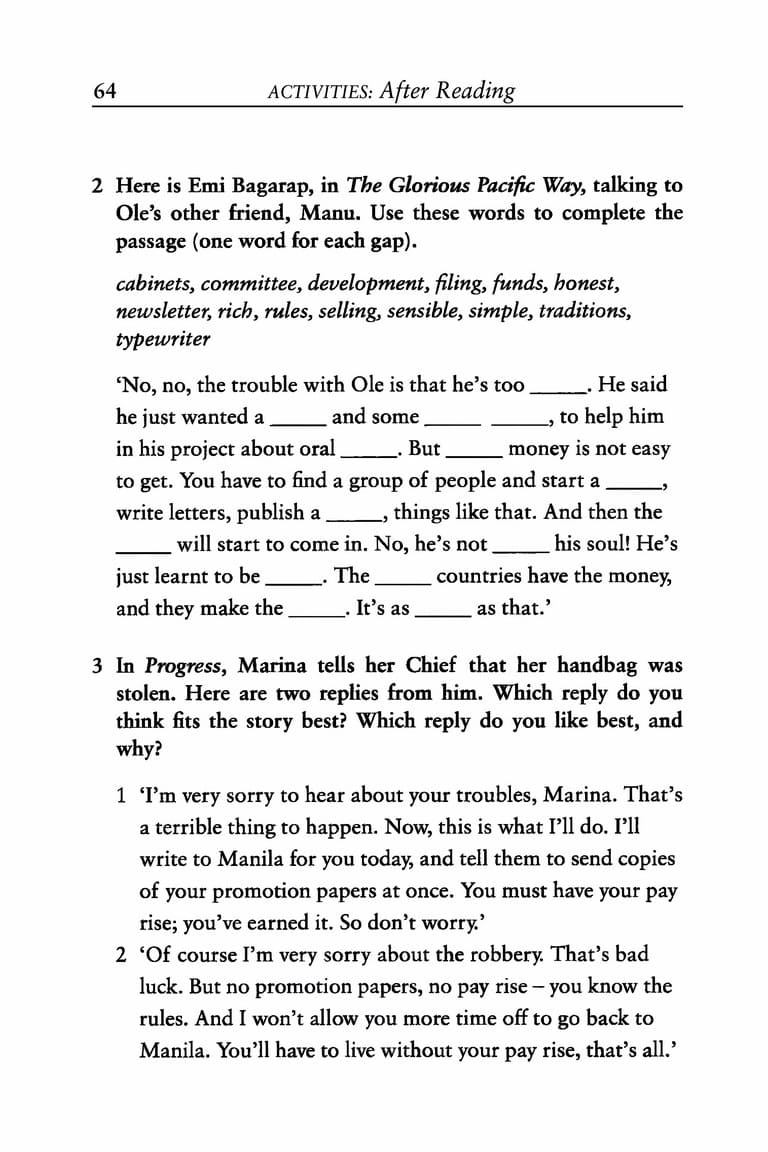 64 ACTIVITIES: After Reading
2 Here is Emi Bagarap, in The Glorious Pacific Way, talking to
Ole's other friend, Manu. Use these words to complete the
passage (one word for each gap).
cabinets, committee, development, filing, funds, honest,
newsletter, rich, rules, selling, sensible, simple, traditions,
typewriter
‘No, no, the trouble with Ole is that he's too _____. He said
he just wanted a _____ and some _____ _____, to help him
in his project about oral _____. But _____ money is not easy
to get. You have to find a group of people and start a _____,
write letters, publish a _____, things like that. And then the
_____ will start to come in. No, he's not _____ his soul! He's
just learnt to be _____. The _____ countries have the money,
and they make the _____. It's as _____ as that.’
3 In Progress, Marina tells her Chief that her handbag was
stolen. Here are two replies from him. Which reply do you
think fits the story best? Which reply do you like best, and
why?
1 ‘I'm very sorry to hear about your troubles, Marina. That's
a terrible thing to happen. Now, this is what I'll do. I'll
write to Manila for you today, and tell them to send copies
of your promotion papers at once. You must have your pay
rise; you've earned it. So don't worry.’
2 ‘Of course I'm very sorry about the robbery. That's bad
luck. But no promotion papers, no pay rise – you know the
rules. And I won't allow you more time off to go back to
Manila. You'll have to live without your pay rise, that's all.’